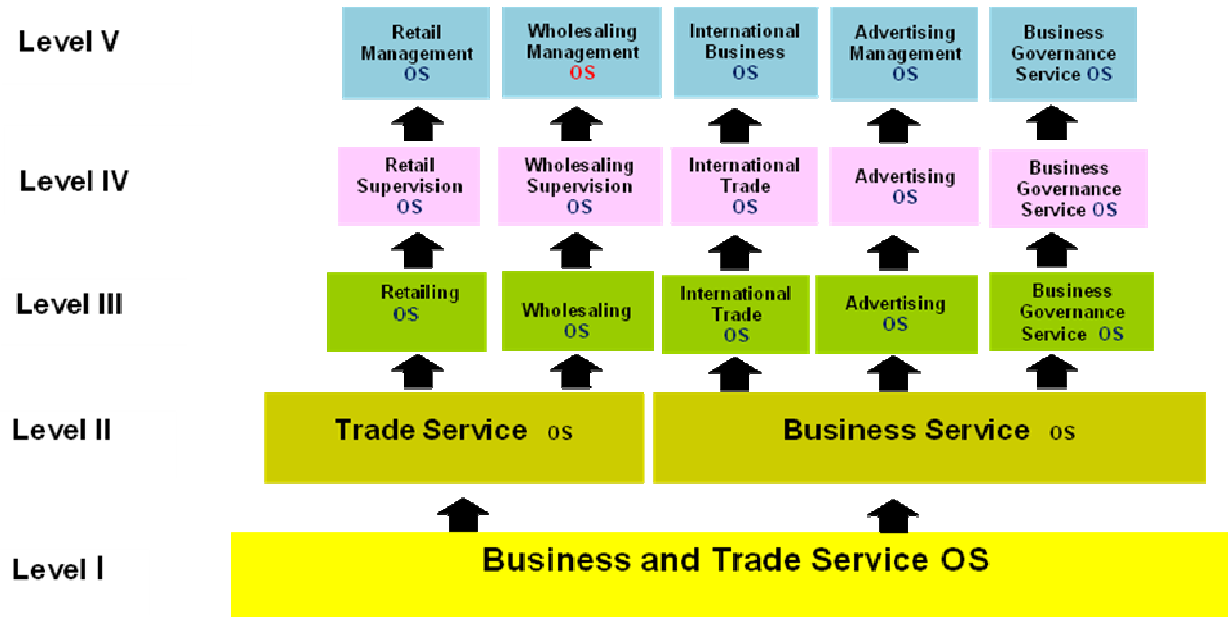 Level V
Retail
Management
OS
Wholesaling
Management
OS
International
Business
OS
Advertising
Management
OS
Business
Governance
Service OS
Level IV
Retail
Supervision
OS
Wholesaling
Supervision
OS
International
Trade
OS
Advertising
OS
Business
Governance
Service OS
Level III
Retailing
OS
Wholesaling
OS
International
Trade
OS
Advertising
OS
Business
Governance
Service OS
Level II
Trade Service OS
Business Service OS
Level I
Business and Trade Service OS